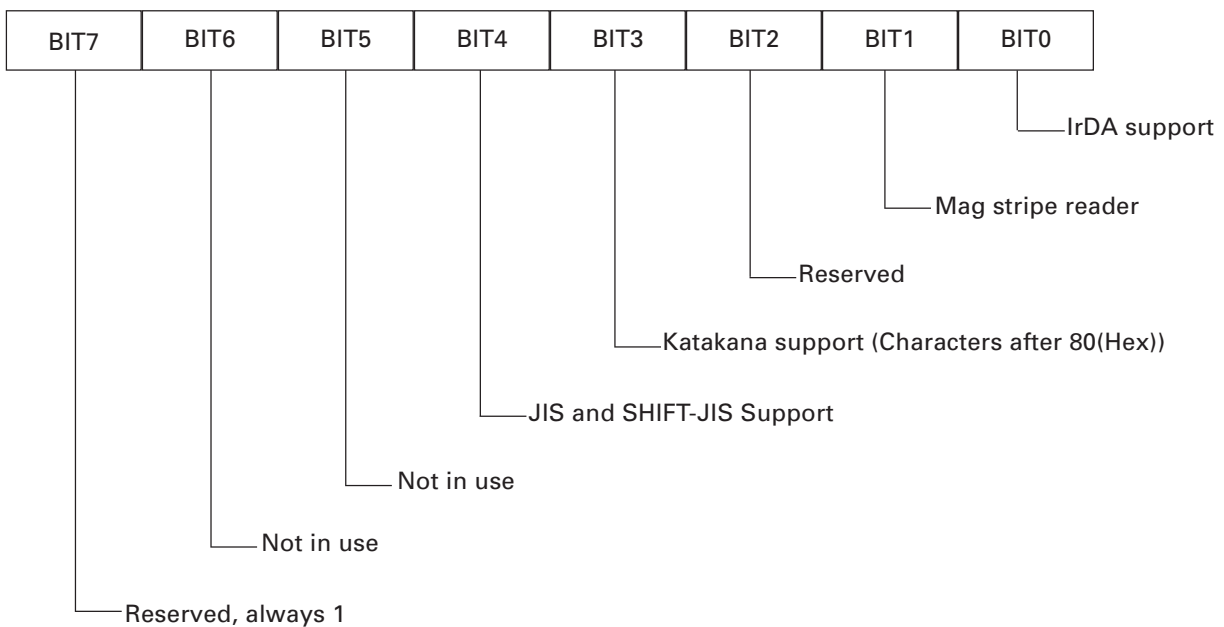 BIT7 BIT6 BIT5 BIT4 BIT3 BIT2 BIT1 BIT0
IrDA support
Mag stripe reader
Reserved
Katakana support (Characters after 80(Hex))
JIS and SHIFT-JIS Support
Not in use
Not in use
Reserved, always 1